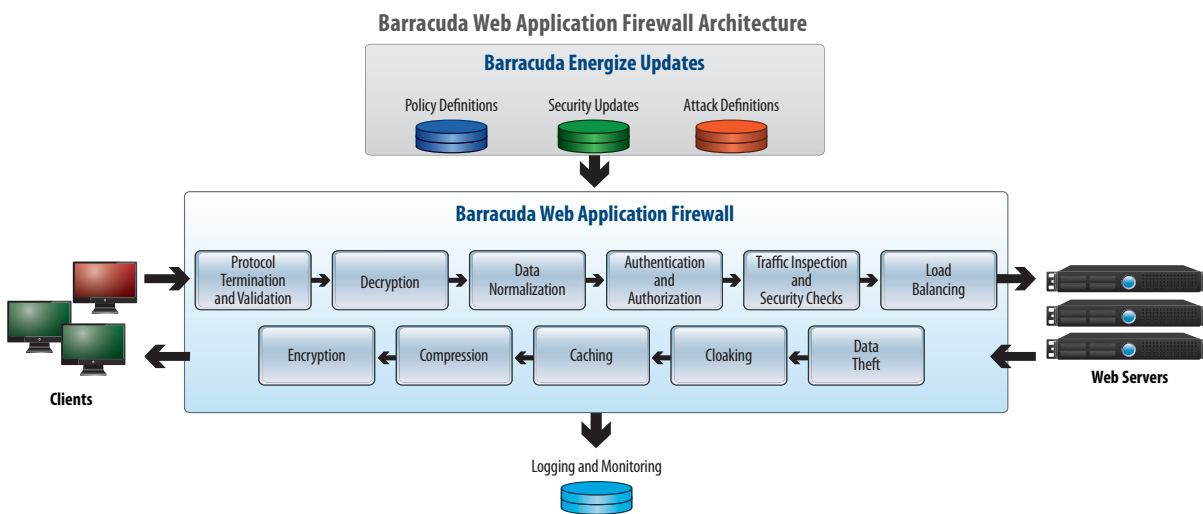 Barracuda Web Application Firewall Architecture
Barracuda Energize Updates
Policy Definitions
Security Updates
Attack Definitions
Barracuda Web Application Firewall
Protocol
Termination
and Validation
Decryption
Data
Normalization
Authentication
and
Authorization
Traffic Inspection
and
Security Checks
Load
Balancing
Encryption
Compression
Caching
Cloaking
Data
Theft
Clients
Web Servers
Logging and Monitoring